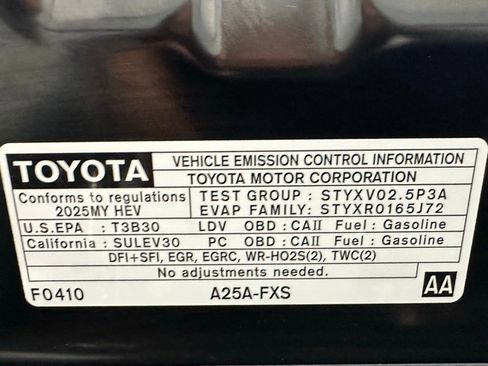 TOYOTA
VEHICLE EMISSION CONTROL INFORMATION
TOYOTA MOTOR CORPORATION
Conforms to regulations
2025MY HEV
TEST GROUP : STYXV02.5P3A
EVAP FAMILY: STYXR0165J72
U.S.EPA : T3B30 LDV OBD : CAII Fuel : Gasoline
California : SULEV30 PC OBD : CAII Fuel : Gasoline
DFI+SFI, EGR, EGRC, WR-HO2S(2), TWC(2)
No adjustments needed.
F0410 A25A-FXS AA